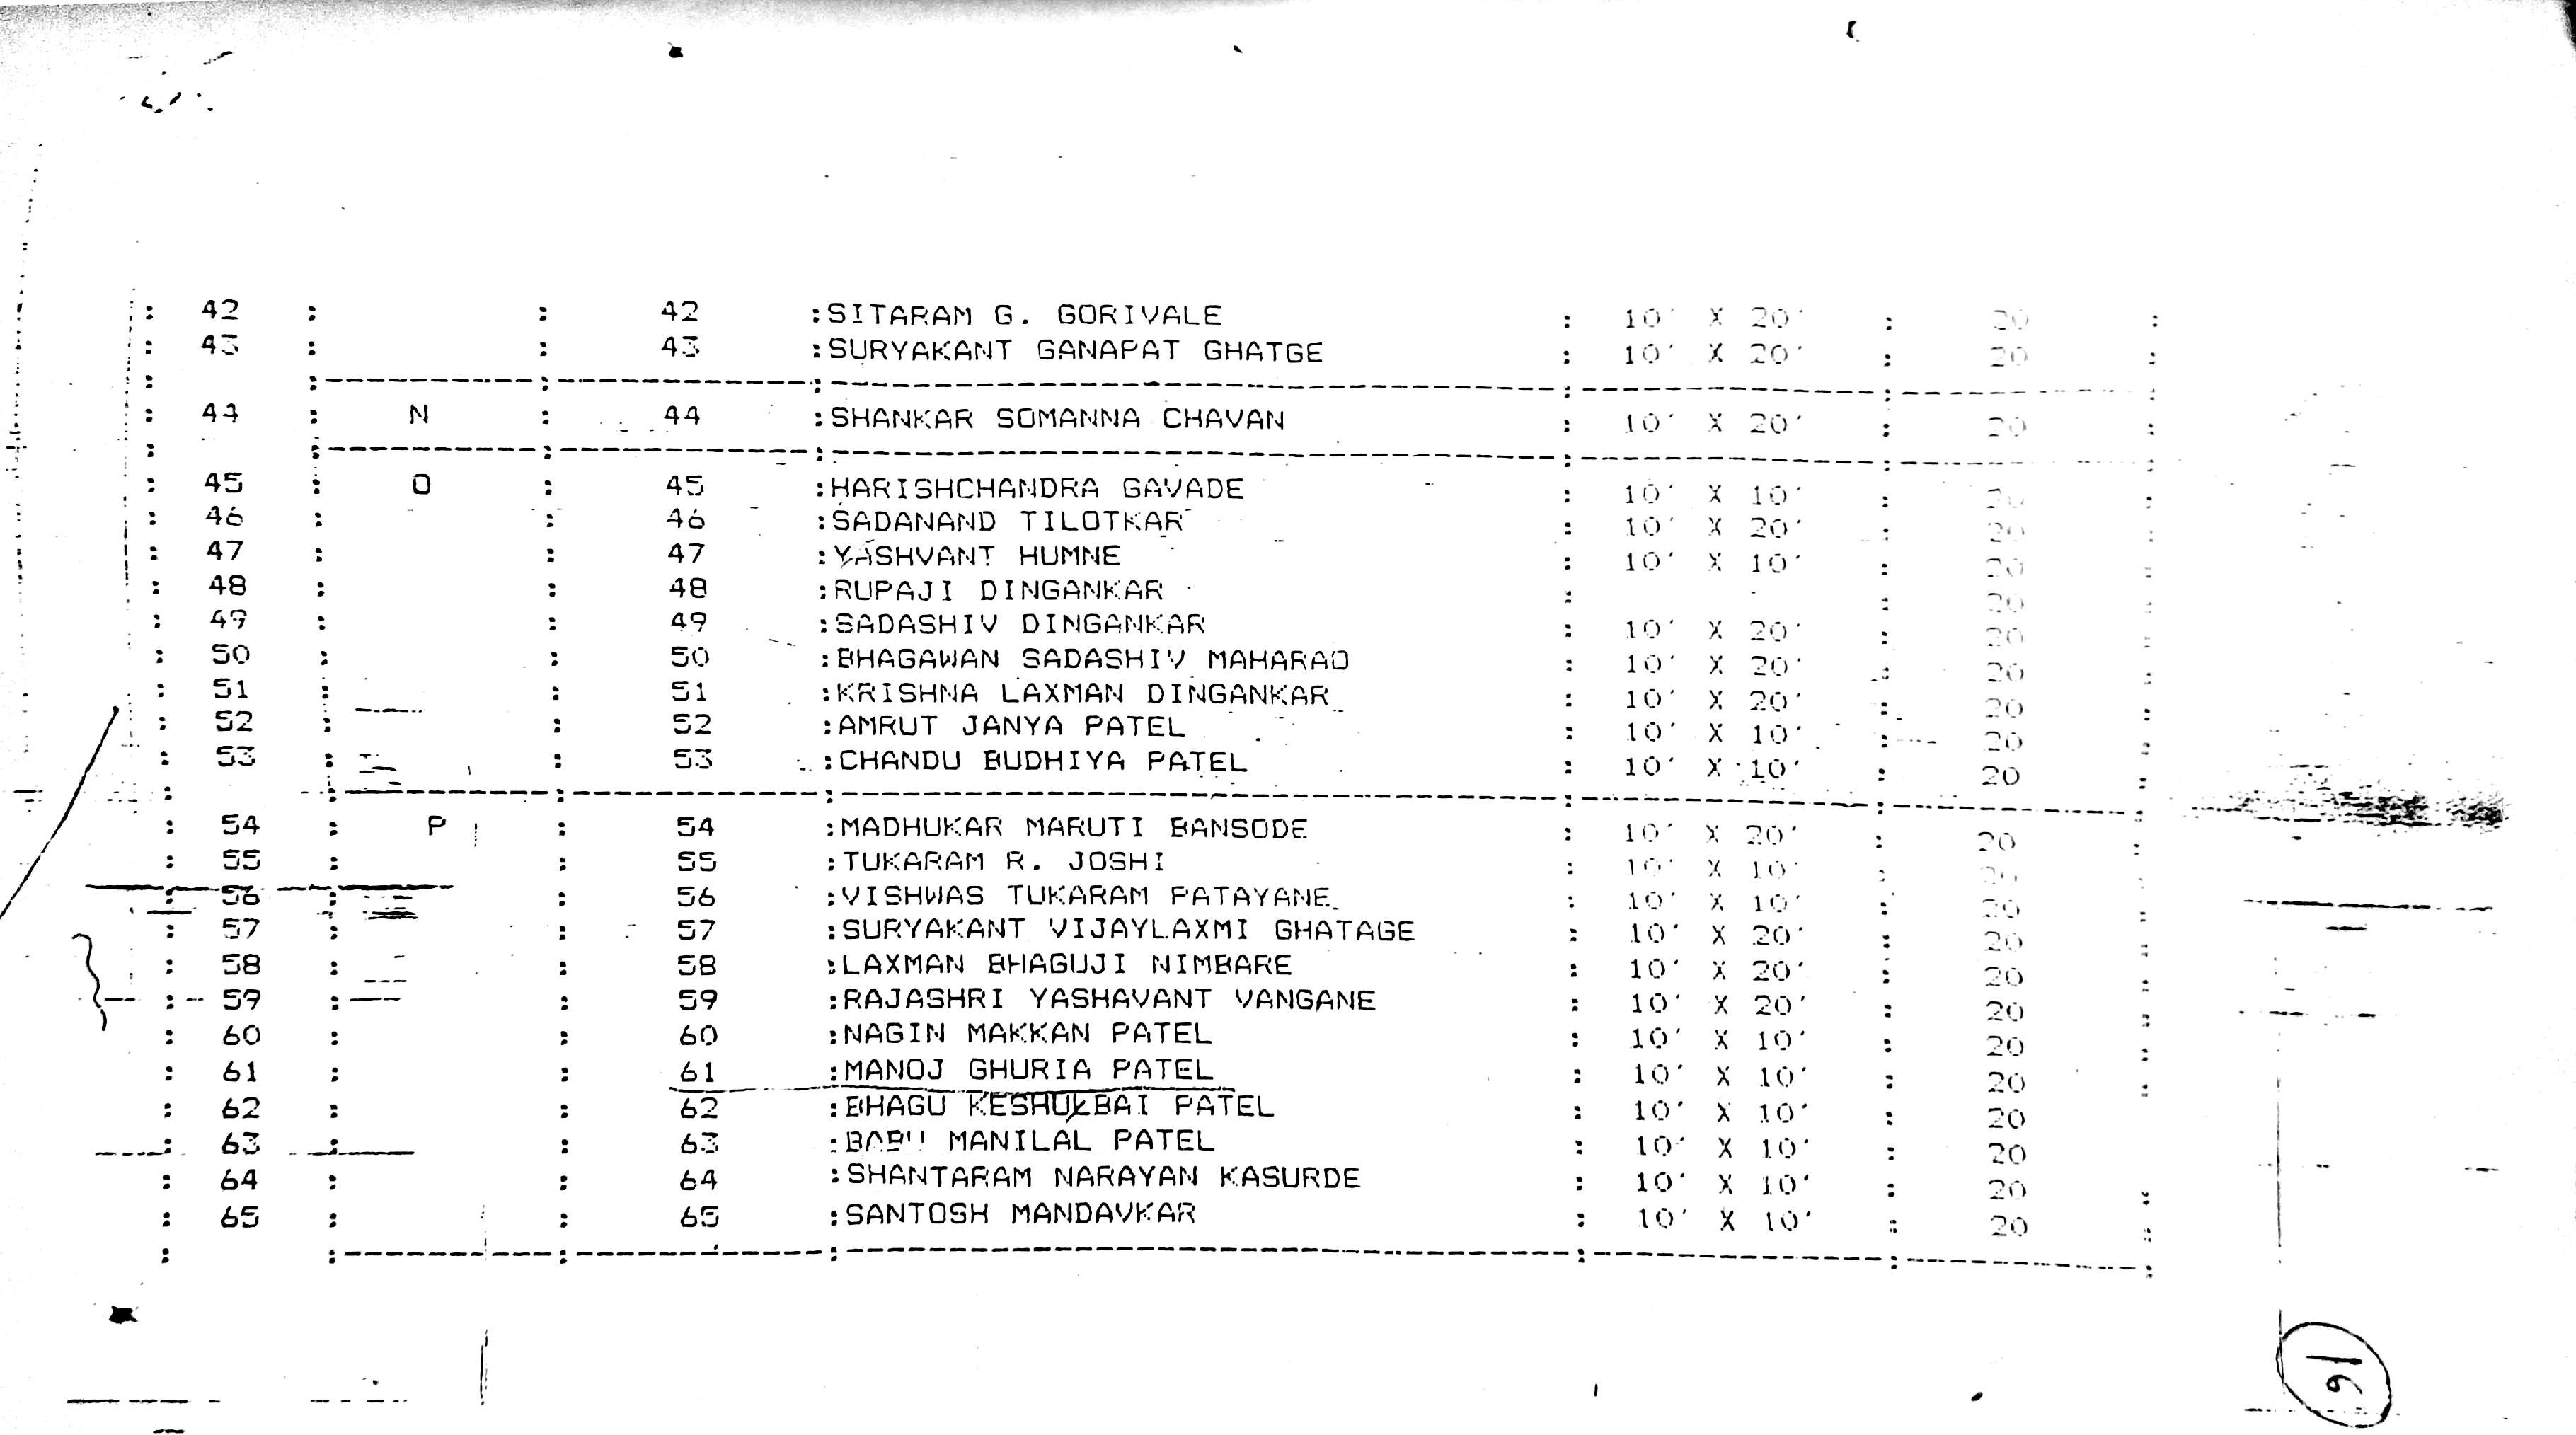 : 42 : : 42 :SITARAM G. GORIVALE : 10' X 20' : 20 :
: 43 : : 43 :SURYAKANT GANAPAT GHATGE : 10' X 20' : 20 :
: 44 : N : 44 :SHANKAR SOMANNA CHAVAN : 10' X 20' : 20 :
: 45 : O : 45 :HARISHCHANDRA GAVADE : 10' X 10' : 20 :
: 46 : : 46 :SADANAND TILOTKAR : 10' X 20' : 20 :
: 47 : : 47 :YASHVANT HUMNE : 10' X 10' : 20 :
: 48 : : 48 :RUPAJI DINGANKAR : : 20 :
: 49 : : 49 :SADASHIV DINGANKAR : 10' X 20' : 20 :
: 50 : : 50 :BHAGAWAN SADASHIV MAHARAO : 10' X 20' : 20 :
: 51 : : 51 :KRISHNA LAXMAN DINGANKAR : 10' X 20' : 20 :
: 52 : : 52 :AMRUT JANYA PATEL : 10' X 10' : 20 :
: 53 : : 53 :CHANDU BUDHIYA PATEL : 10' X 10' : 20 :
: 54 : P : 54 :MADHUKAR MARUTI BANSODE : 10' X 20' : 20 :
: 55 : : 55 :TUKARAM R. JOSHI : 10' X 10' : 20 :
: 56 : : 56 :VISHWAS TUKARAM PATAYANE : 10' X 10' : 20 :
: 57 : : 57 :SURYAKANT VIJAYLAXMI GHATAGE : 10' X 20' : 20 :
: 58 : : 58 :LAXMAN BHAGUJI NIMBARE : 10' X 20' : 20 :
: 59 : : 59 :RAJASHRI YASHAVANT VANGANE : 10' X 20' : 20 :
: 60 : : 60 :NAGIN MAKKAN PATEL : 10' X 10' : 20 :
: 61 : : 61 :MANOJ GHURIA PATEL : 10' X 10' : 20 :
: 62 : : 62 :BHAGU PATEL : 10' X 10' : 20 :
: 63 : : 63 :BABU MANILAL PATEL : 10' X 10' : 20 :
: 64 : : 64 :SHANTARAM NARAYAN KASURDE : 10' X 10' : 20 :
: 65 : : 65 :SANTOSH MANDAVKAR : 10' X 10' : 20 :